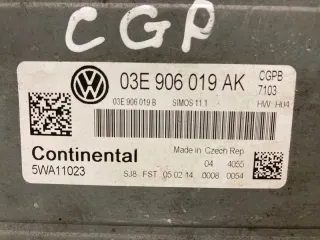 CGP
03E 906 019 AK CGPB
7103
03E 906 019 B SIMOS 11.1 HW: H04
Continental Made in Czech Rep
5WA11023 04 4055
SJB FST 05.02.14 0008 0054